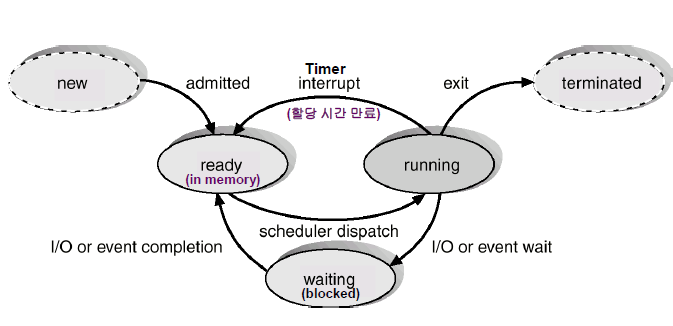 new
admitted
Timer
interrupt
(할당 시간 만료)
exit
terminated
ready
(in memory)
running
scheduler dispatch
I/O or event completion
I/O or event wait
waiting
(blocked)